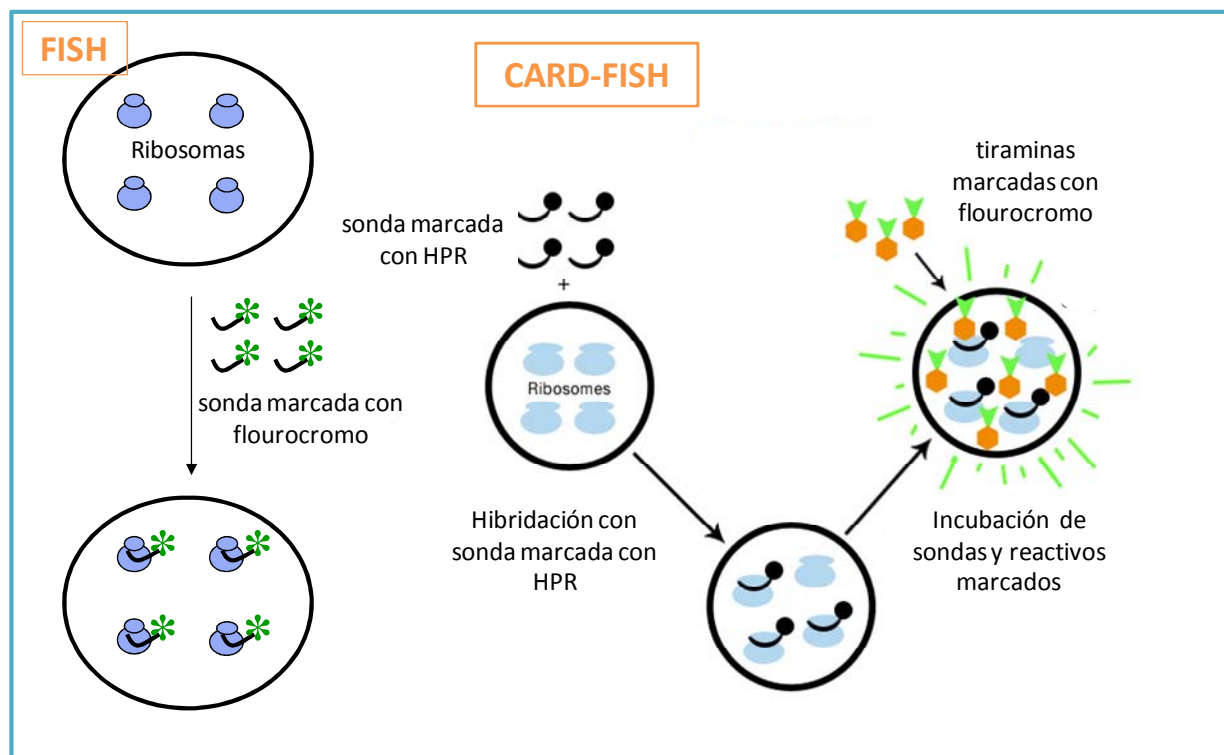 FISH
Ribosomas
sonda marcada con
flourocromo
CARD-FISH
sonda marcada
con HPR
+
Ribosomes
Hibridación con
sonda marcada con
HPR
tiraminas
marcadas con
flourocromo
Incubación de
sondas y reactivos
marcados